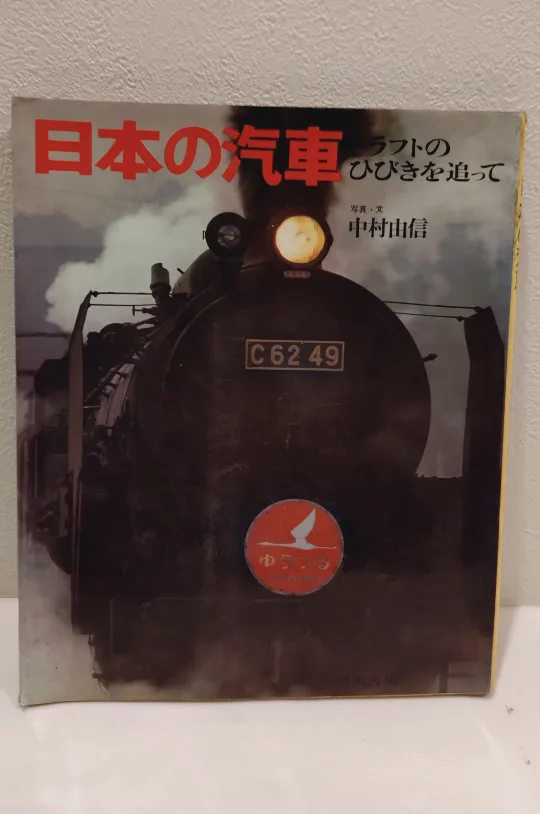 日本の汽車
ラフトの
ひびきを追って
写真・文
中村由信
C62 49
ゆうづる